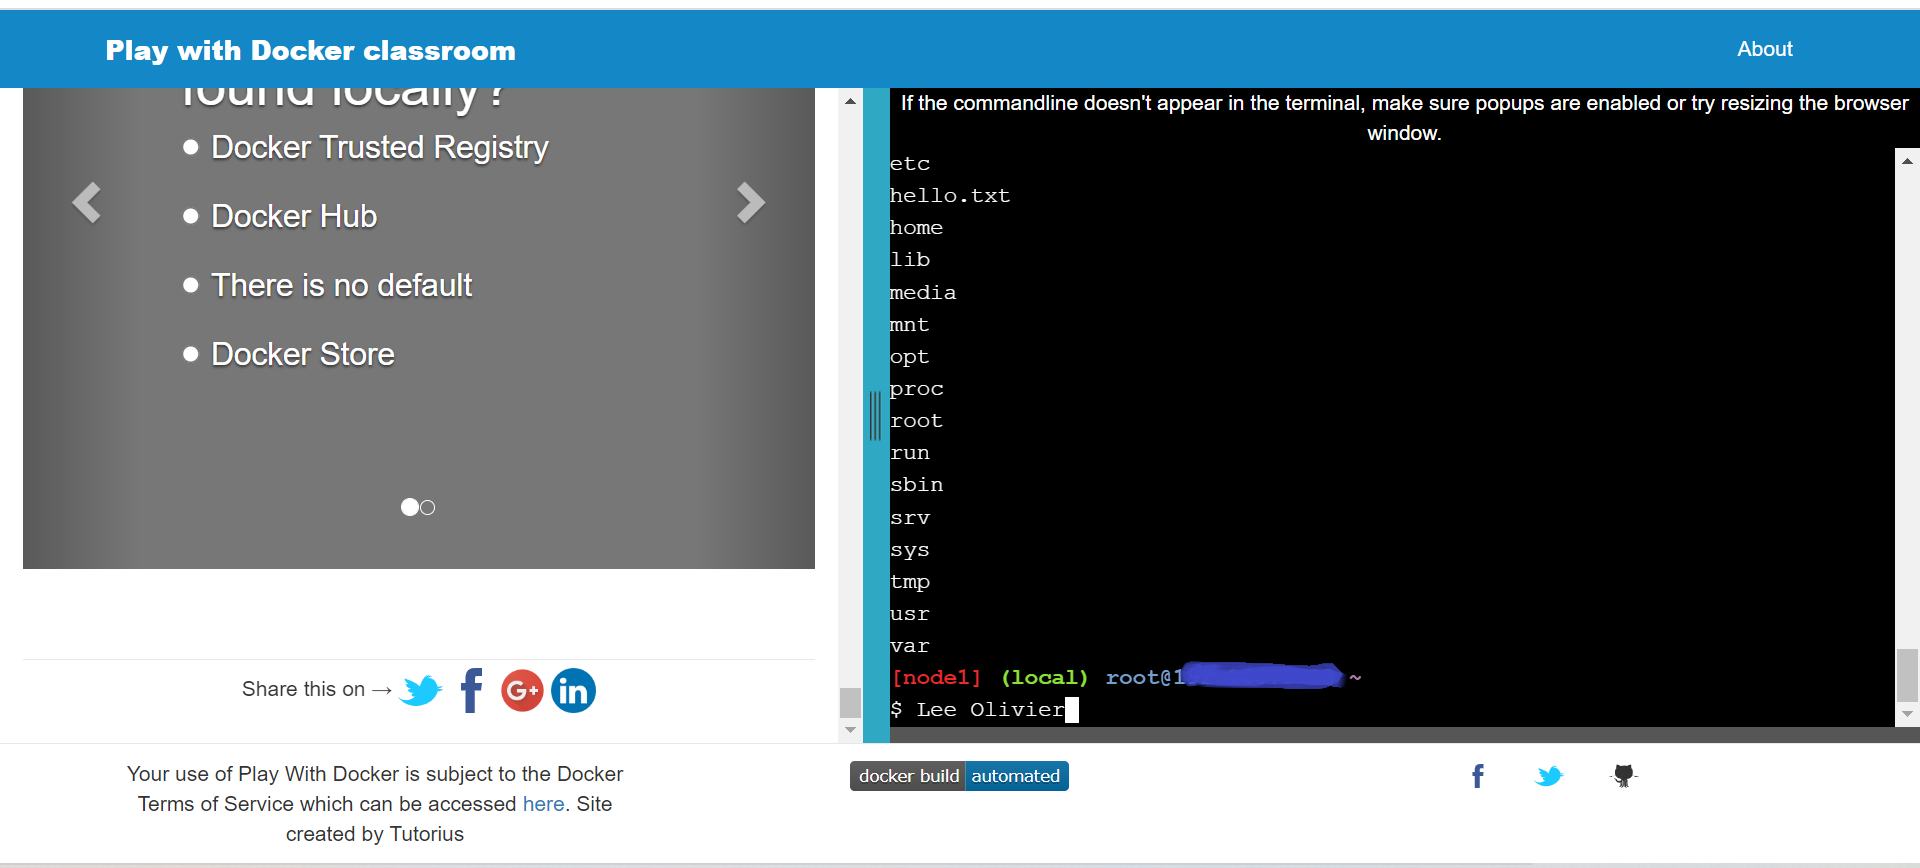 Play with Docker classroom
About
found locally?
Docker Trusted Registry
Docker Hub
There is no default
Docker Store
Share this on →
If the commandline doesn't appear in the terminal, make sure popups are enabled or try resizing the browser
window.
etc
hello.txt
home
lib
media
mnt
opt
proc
root
run
sbin
srv
sys
tmp
usr
var
[node1] (local) root@1 ~
$ Lee Olivier
Your use of Play With Docker is subject to the Docker
Terms of Service which can be accessed here. Site
created by Tutorius
docker build automated